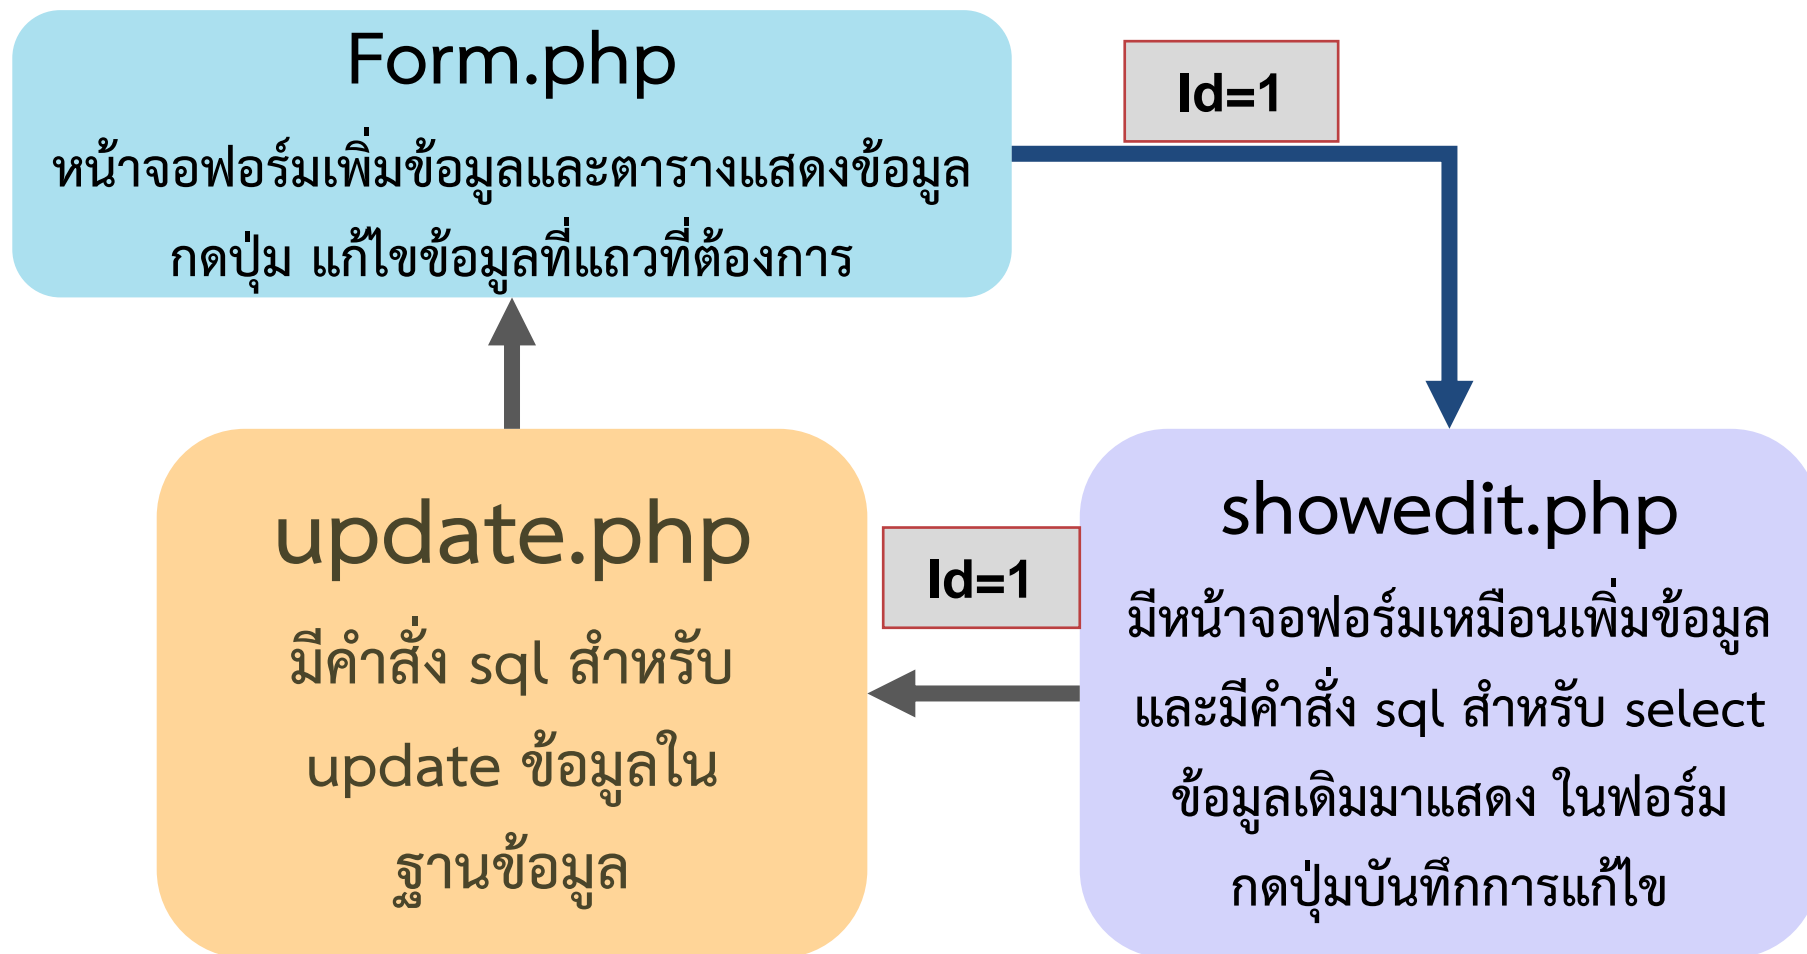 Form.php
หน้าจอฟอร์มเพิ่มข้อมูลและตารางแสดงข้อมูล
กดปุ่ม แก้ไขข้อมูลที่แถวที่ต้องการ
Id=1
showedit.php
มีหน้าจอฟอร์มเหมือนเพิ่มข้อมูล
และมีคำสั่ง sql สำหรับ select
ข้อมูลเดิมมาแสดง ในฟอร์ม
กดปุ่มบันทึกการแก้ไข
Id=1
update.php
มีคำสั่ง sql สำหรับ
update ข้อมูลใน
ฐานข้อมูล